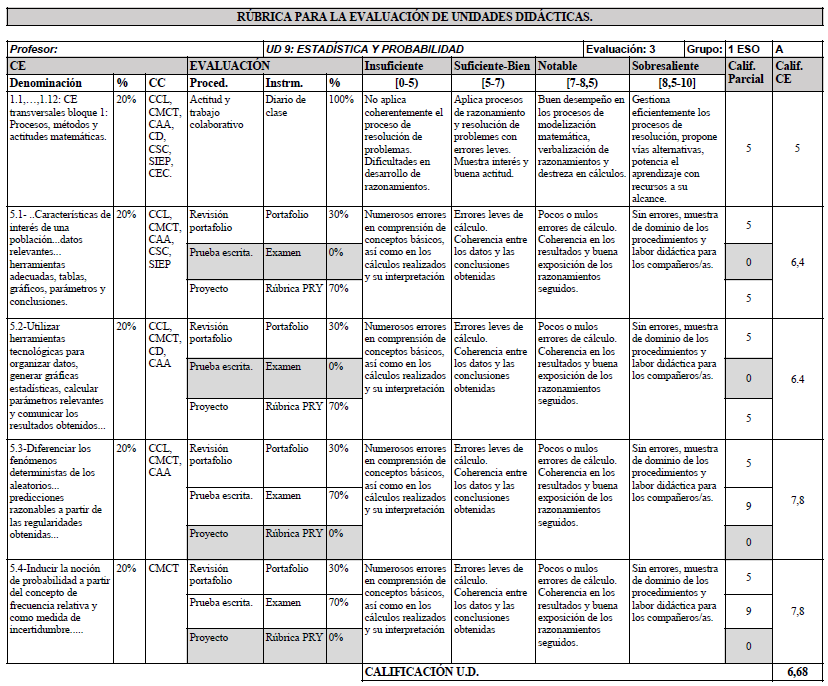 RÚBRICA PARA LA EVALUACIÓN DE UNIDADES DIDÁCTICAS.
Profesor: UD 9: ESTADÍSTICA Y PROBABILIDAD Evaluación: 3 Grupo: 1 ESO A
CE EVALUACIÓN Insuficiente Suficiente-Bien Notable Sobresaliente Calif. Calif.
Denominación % CC Proced. Instrm. % [0-5) [5-7) [7-8,5) [8,5-10] Parcial CE
1.1,…,1.12: CE
transversales bloque 1:
Procesos, métodos y
actitudes matemáticas.
20%
CCL,
CMCT,
CAA,
CD,
CSC,
SIEP,
CEC.
Actitud y
trabajo
colaborativo
Diario de
clase
100%
No aplica
coherentemente el
proceso de
resolución de
problemas.
Dificultades en
desarrollo de
razonamientos.
Aplica procesos
de razonamiento
y resolución de
problemas con
errores leves.
Muestra interés y
buena actitud.
Buen desempeño en
los procesos de
modelización
matemática,
verbalización de
razonamientos y
destreza en cálculos.
Gestiona
eficientemente los
procesos de
resolución, propone
vías alternativas,
potencia el
aprendizaje con
recursos a su
alcance.
5
5
5.1- ..Características de
interés de una
población...datos
relevantes...
herramientas
adecuadas, tablas,
gráficos, parámetros y
conclusiones.
20%
CCL,
CMCT,
CAA,
CSC,
SIEP
Revisión
portafolio
Portafolio
30%
Prueba escrita. Examen 0%
Proyecto Rúbrica PRY 70%
Numerosos errores
en comprensión de
conceptos básicos,
así como en los
cálculos realizados
y su interpretación
Errores leves de
cálculo.
Coherencia entre
los datos y las
conclusiones
obtenidas
Pocos o nulos
errores de cálculo.
Coherencia en los
resultados y buena
exposición de los
razonamientos
seguidos.
Sin errores, muestra
de dominio de los
procedimientos y
labor didáctica para
los compañeros/as.
5
0
5
6,4
5.2-Utilizar
herramientas
tecnológicas para
organizar datos,
generar gráficas
estadísticas, calcular
parámetros relevantes
y comunicar los
resultados obtenidos...
20%
CCL,
CMCT,
CD,
CAA
Revisión
portafolio
Portafolio
30%
Prueba escrita. Examen 0%
Proyecto Rúbrica PRY 70%
Numerosos errores
en comprensión de
conceptos básicos,
así como en los
cálculos realizados
y su interpretación
Errores leves de
cálculo.
Coherencia entre
los datos y las
conclusiones
obtenidas
Pocos o nulos
errores de cálculo.
Coherencia en los
resultados y buena
exposición de los
razonamientos
seguidos.
Sin errores, muestra
de dominio de los
procedimientos y
labor didáctica para
los compañeros/as.
5
0
5
6.4
5.3-Diferenciar los
fenómenos
deterministas de los
aleatorios...
predicciones
razonables a partir de
las regularidades
obtenidas...
20%
CCL,
CMCT,
CAA
Revisión
portafolio
Portafolio
30%
Prueba escrita. Examen 70%
Proyecto Rúbrica PRY 0%
Numerosos errores
en comprensión de
conceptos básicos,
así como en los
cálculos realizados
y su interpretación
Errores leves de
cálculo.
Coherencia entre
los datos y las
conclusiones
obtenidas
Pocos o nulos
errores de cálculo.
Coherencia en los
resultados y buena
exposición de los
razonamientos
seguidos.
Sin errores, muestra
de dominio de los
procedimientos y
labor didáctica para
los compañeros/as.
5
9
0
7,8
5.4-Inducir la noción
de probabilidad a partir
del concepto de
frecuencia relativa y
como medida de
incertidumbre.....
20%
CMCT
Revisión
portafolio
Portafolio
30%
Prueba escrita. Examen 70%
Proyecto Rúbrica PRY 0%
Numerosos errores
en comprensión de
conceptos básicos,
así como en los
cálculos realizados
y su interpretación
Errores leves de
cálculo.
Coherencia entre
los datos y las
conclusiones
obtenidas
Pocos o nulos
errores de cálculo.
Coherencia en los
resultados y buena
exposición de los
razonamientos
seguidos.
Sin errores, muestra
de dominio de los
procedimientos y
labor didáctica para
los compañeros/as.
5
9
0
7,8
CALIFICACIÓN U.D. 6,68